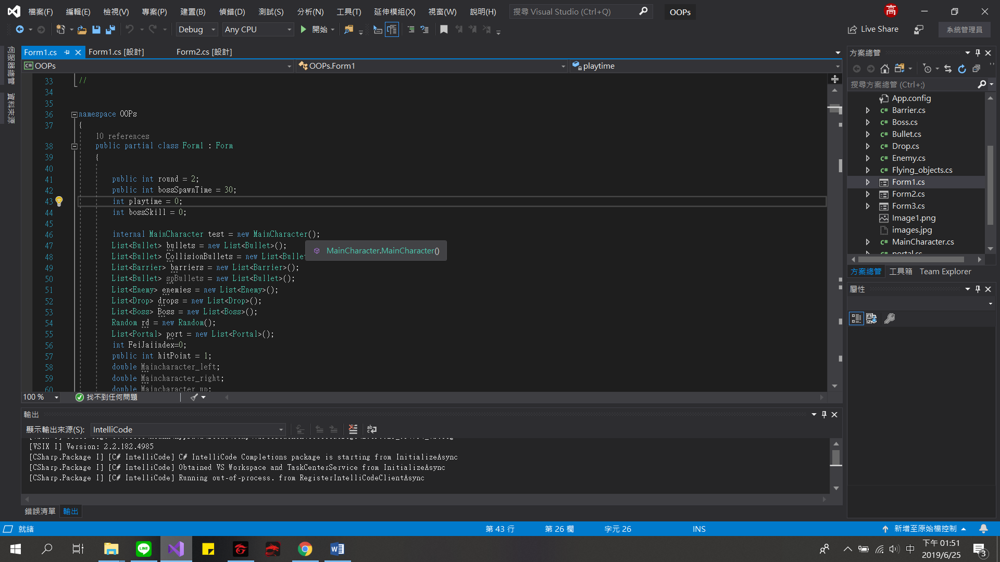 檔案(F) 編輯(E) 檢視(V) 專案(P) 建置(B) 偵錯(D) 測試(S) 分析(N) 工具(T) 延伸模組(X) 視窗(W) 說明(H) 搜尋 Visual Studio (Ctrl+Q) OOPs 高
Debug Any CPU 開始 Live Share 系統管理員
伺服器總管
資料來源
Form1.cs Form1.cs [設計] Form2.cs [設計]
C# OOPs OOPs.Form1 playtime
33 //
34
35
36 namespace OOPs
37 {
10 references
38 public partial class Form1 : Form
39 {
40
41 public int round = 2;
42 public int bossSpawnTime = 30;
43 int playtime = 0;
44 int bossSkill = 0;
45
46 internal MainCharacter test = new MainCharacter();
47 List<Bullet> bullets = new List<Bullet>();
48 List<Bullet> CollisionBullets = new List<Bullet
MainCharacter.MainCharacter()
49 List<Barrier> barriers = new List<Barrier>();
50 List<Bullet> spBullets = new List<Bullet>();
51 List<Enemy> enemies = new List<Enemy>();
52 List<Drop> drops = new List<Drop>();
53 List<Boss> Boss = new List<Boss>();
54 Random rd = new Random();
55 List<Portal> port = new List<Portal>();
56 int FeiJaiindex=0;
57 public int hitPoint = 1;
58 double Maincharacter_left;
59 double Maincharacter_right;
60 double Maincharacter_up;
100 % 找不到任何問題
輸出
顯示輸出來源(S): IntelliCode
[VSIX I] Version: 2.2.182.4985
[CSharp.Package I] [C# IntelliCode] C# IntelliCode Completions package is starting from InitializeAsync
[CSharp.Package I] [C# IntelliCode] Obtained VS Workspace and TaskCenterService from InitializeAsync
[CSharp.Package I] [C# IntelliCode] Running out-of-process. from RegisterIntelliCodeClientAsync
錯誤清單 輸出
方案總管
搜尋方案總管 (Ctrl+;)
App.config
C# Barrier.cs
C# Boss.cs
C# Bullet.cs
C# Drop.cs
C# Enemy.cs
C# Flying_objects.cs
Form1.cs
Form2.cs
Form3.cs
Image1.png
images.jpg
C# MainCharacter.cs
C# portal.cs
方案總管 工具箱 Team Explorer
屬性
就緒 第 43 行 第 26 欄 字元 26 INS 新增至原始檔控制
LINE 中 下午 01:51
2019/6/25 3